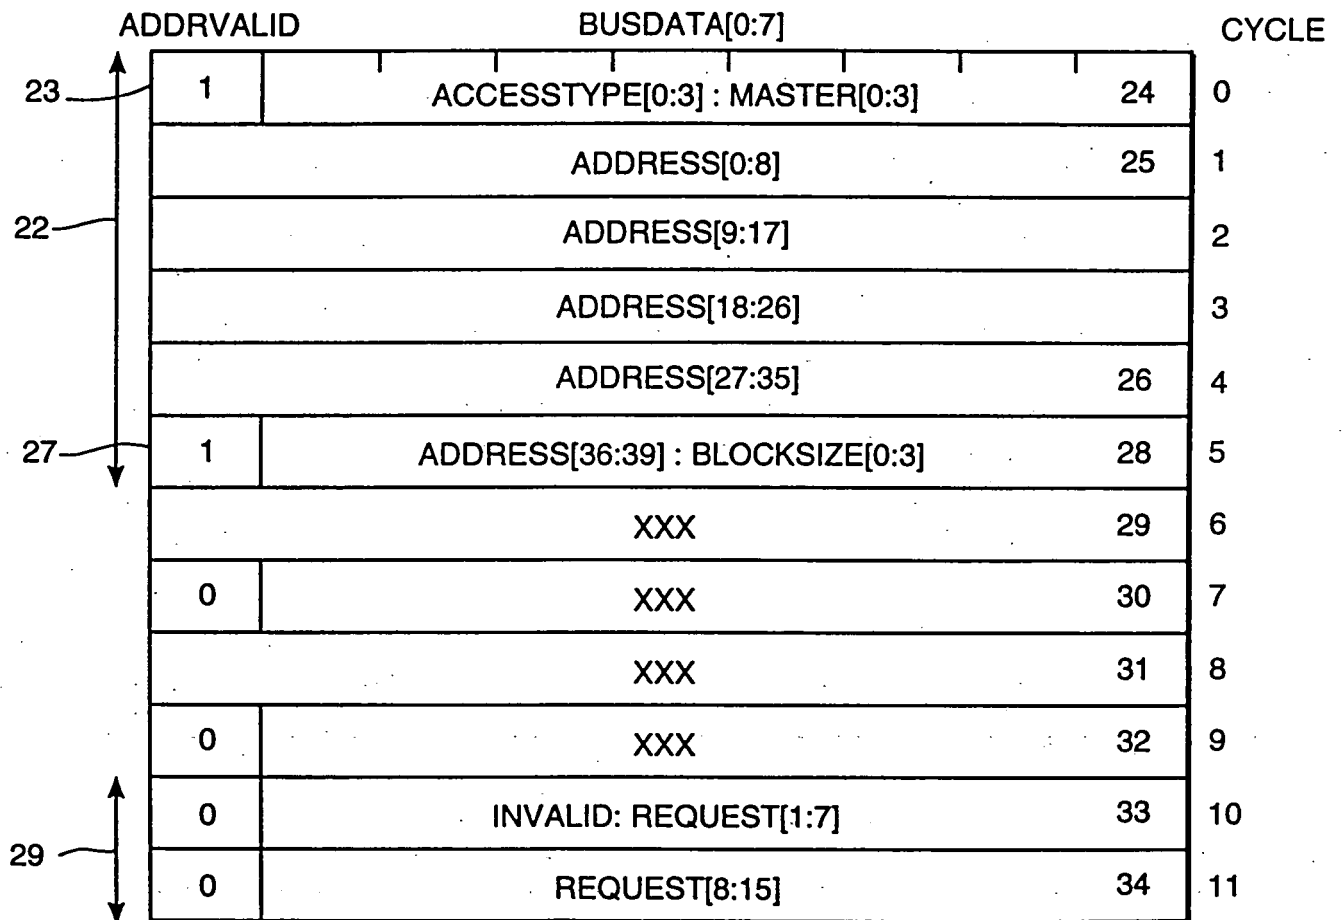 ADDRVALID BUSDATA[0:7] CYCLE
23 1 ACCESSTYPE[0:3] : MASTER[0:3] 24 0
ADDRESS[0:8] 25 1
22 ADDRESS[9:17] 2
ADDRESS[18:26] 3
ADDRESS[27:35] 26 4
27 1 ADDRESS[36:39] : BLOCKSIZE[0:3] 28 5
XXX 29 6
0 XXX 30 7
XXX 31 8
0 XXX 32 9
0 INVALID: REQUEST[1:7] 33 10
29 0 REQUEST[8:15] 34 11